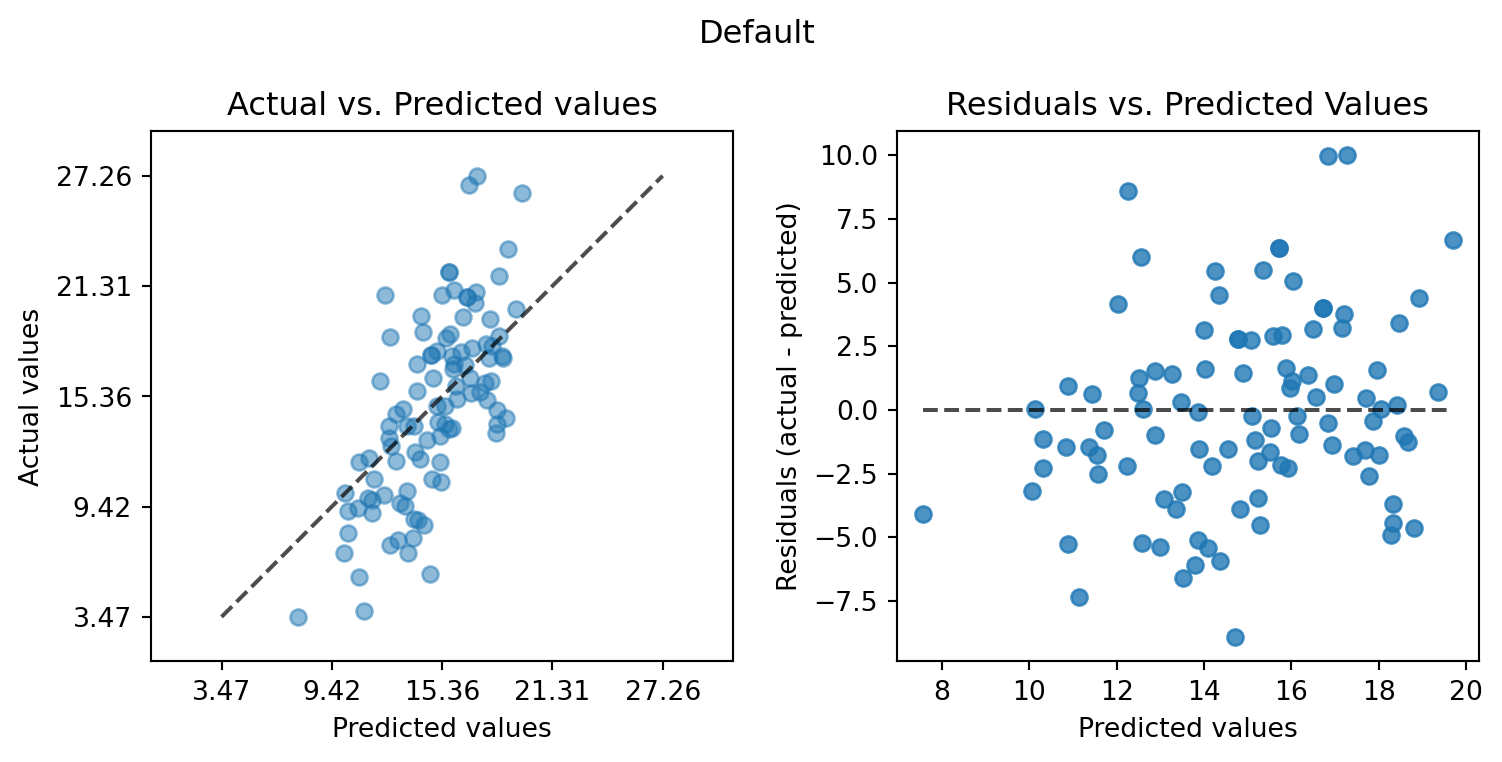 Default
Actual vs. Predicted values
Actual values
27.26
21.31
15.36
9.42
3.47
3.47 9.42 15.36 21.31 27.26
Predicted values
Residuals vs. Predicted Values
Residuals (actual - predicted)
10.0
7.5
5.0
2.5
0.0
−2.5
−5.0
−7.5
8 10 12 14 16 18 20
Predicted values